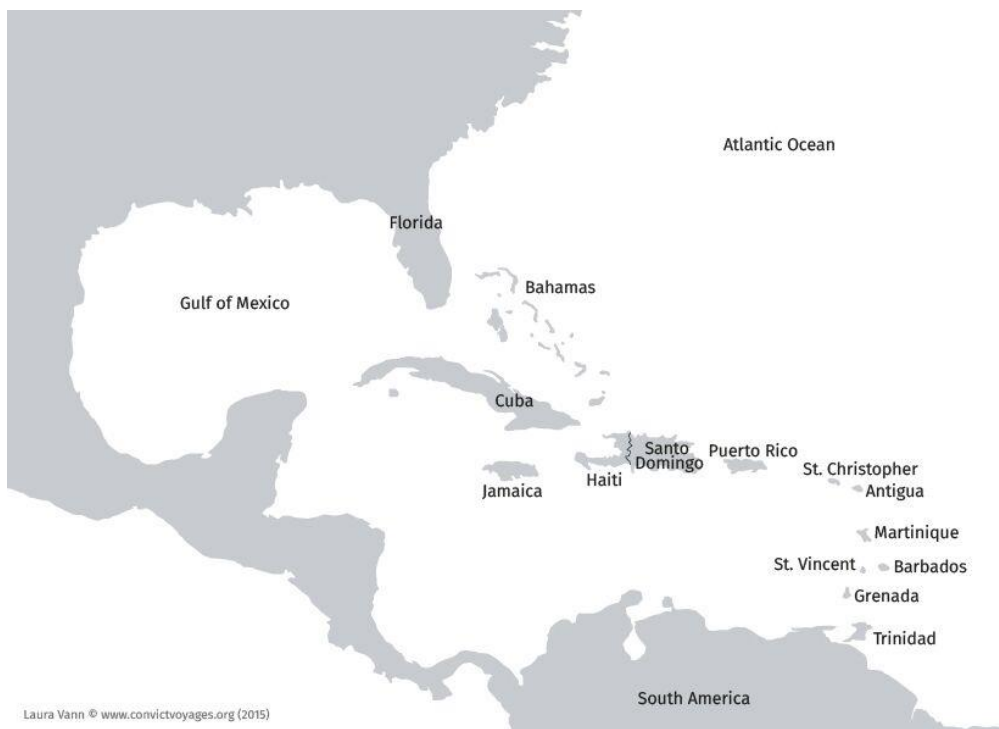 Atlantic Ocean
Florida
Bahamas
Gulf of Mexico
Cuba
Santo
Domingo
Puerto Rico
Haiti
Jamaica
St. Christopher
Antigua
Martinique
St. Vincent
Barbados
Grenada
Trinidad
South America
Laura Vann © www.convictvoyages.org (2015)